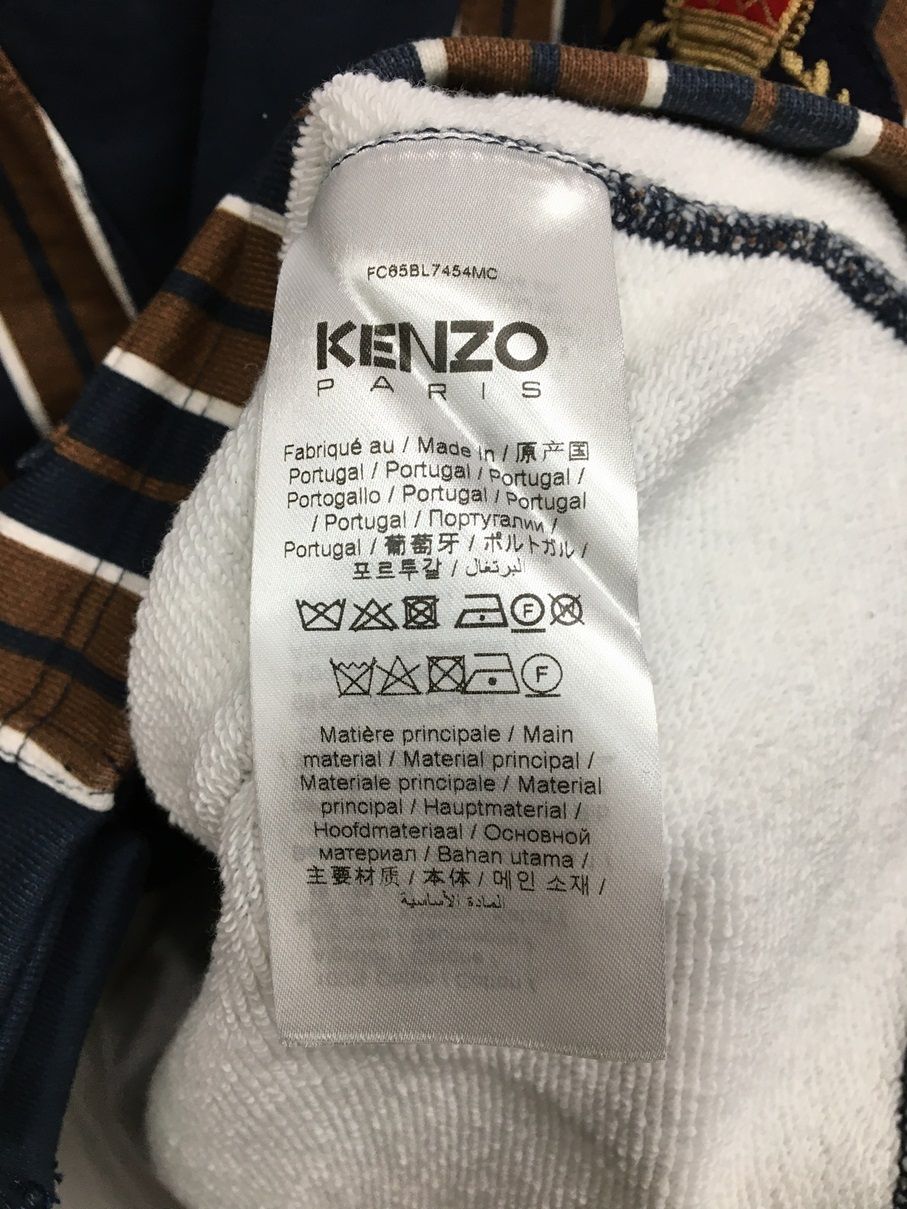 FC65BL7454MC
KENZO
PARIS
Fabriqué au / Made in / 原产国
Portugal / Portugal / Portugal /
Portogallo / Portugal / Portugal
/ Portugal / Португалии /
Portugal / 葡萄牙 / ポルトガル /
포르투갈 / البرتغال
F W
F
Matière principale / Main
material / Material principal /
Materiale principale / Material
principal / Hauptmaterial /
Hoofdmateriaal / Основной
материал / Bahan utama /
主要材质 / 本体 / 메인 소재 /
المادة الأساسية